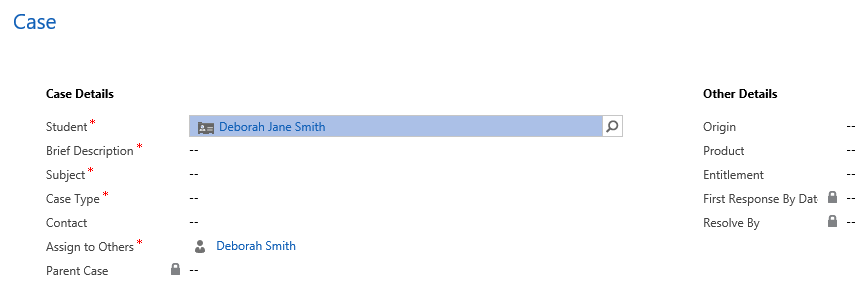 Case
Case Details
Other Details
Student* Deborah Jane Smith
Origin --
Brief Description* --
Product --
Subject* --
Entitlement --
Case Type* --
First Response By Dat --
Contact --
Resolve By --
Assign to Others* Deborah Smith
Parent Case --